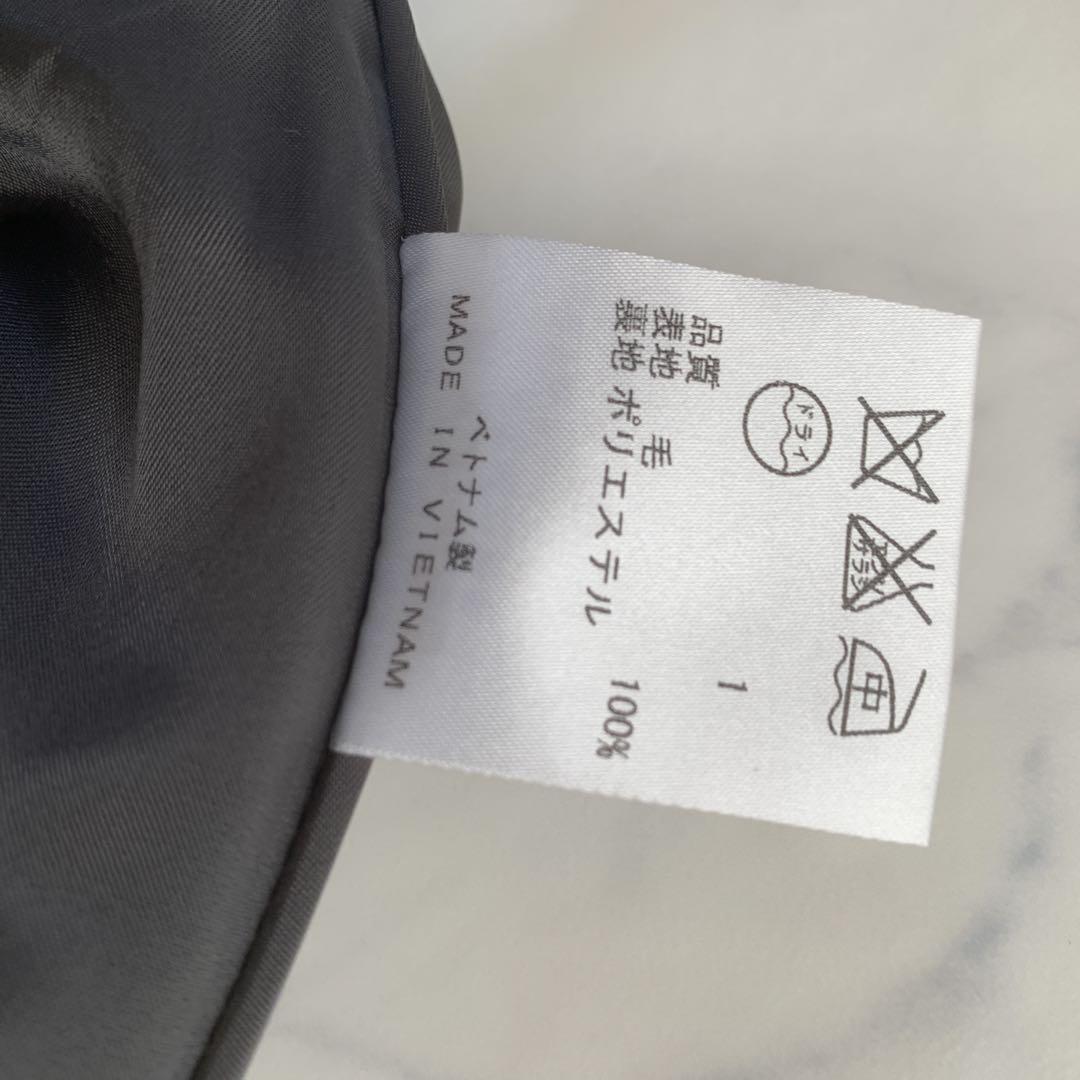 中
ドライ
1
品質
表地 毛 100%
裏地 ポリエステル
ベトナム製
MADE IN VIETNAM